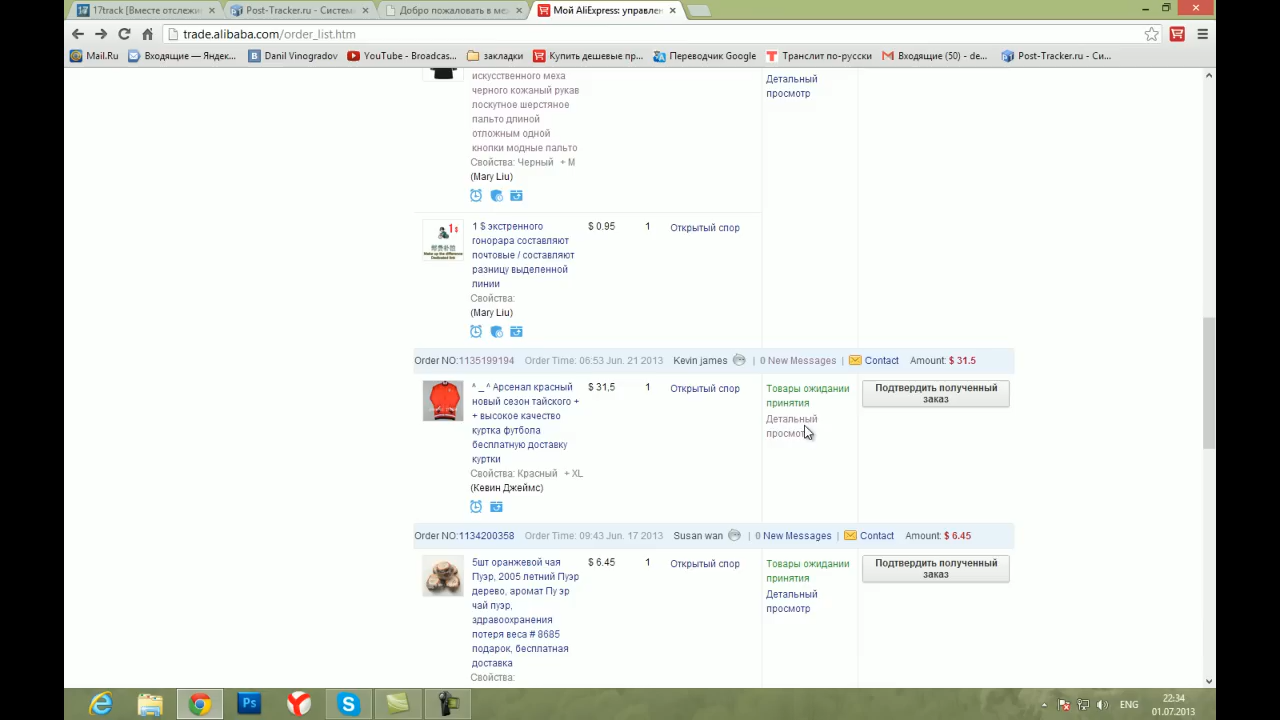 17track [Вместе отслежи
Post-Tracker.ru - Систем
Добро пожаловать в ме
Мой AliExpress: управлен
trade.alibaba.com/order_list.htm
Mail.Ru
Входящие — Яндек...
Danil Vinogradov
YouTube - Broadcas...
закладки
Купить дешевые пр...
Переводчик Google
Транслит по-русски
Входящие (50) - de...
Post-Tracker.ru - Си...
искусственного меха
черного кожаный рукав
лоскутное шерстяное
пальто длиной
отложным одной
кнопки модные пальто
Свойства: Черный + M
(Mary Liu)
Детальный
просмотр
1 $ экстренного
гонорара составляют
почтовые / составляют
разницу выделенной
линии
Свойства:
(Mary Liu)
$ 0.95
1
Открытый спор
1$
Order NO:1135199194 Order Time: 06:53 Jun. 21 2013 Kevin james | 0 New Messages | Contact Amount: $ 31.5
^ _ ^ Арсенал красный
новый сезон тайского +
+ высокое качество
куртка футбола
бесплатную доставку
куртки
Свойства: Красный + XL
(Кевин Джеймс)
$ 31,5
1
Открытый спор
Товары ожидании
принятия
Детальный
просмотр
Подтвердить полученный
заказ
Order NO:1134200358 Order Time: 09:43 Jun. 17 2013 Susan wan | 0 New Messages | Contact Amount: $ 6.45
5шт оранжевой чая
Пуэр, 2005 летний Пуэр
дерево, аромат Пу эр
чай пуэр,
здравоохранения
потеря веса # 8685
подарок, бесплатная
доставка
Свойства:
$ 6.45
1
Открытый спор
Товары ожидании
принятия
Детальный
просмотр
Подтвердить полученный
заказ
Ps
ENG
22:34
01.07.2013